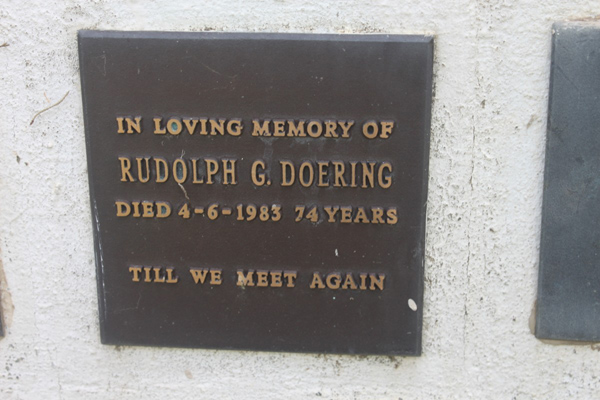 IN LOVING MEMORY OF
RUDOLPH G. DOERING
DIED 4-6-1983 74 YEARS
TILL WE MEET AGAIN